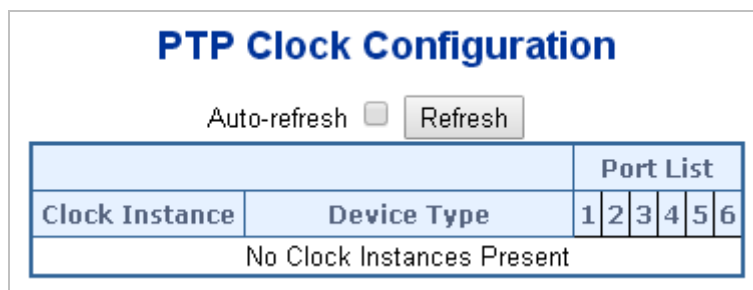 PTP Clock Configuration
Auto-refresh Refresh
Port List
Clock Instance Device Type 1 2 3 4 5 6
No Clock Instances Present